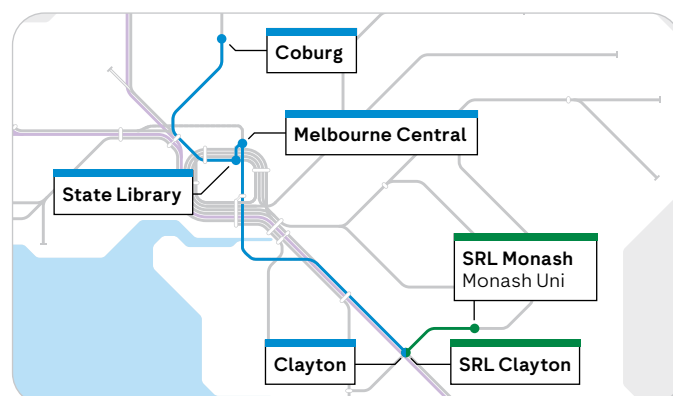 Coburg
Melbourne Central
State Library
SRL Monash
Monash Uni
Clayton
SRL Clayton